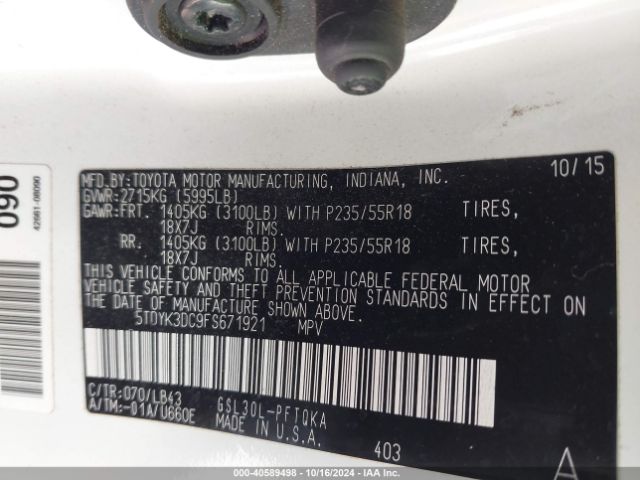 10/15
MFD.BY:TOYOTA MOTOR MANUFACTURING, INDIANA, INC.
GVWR:2715KG (5995LB)
GAWR:FRT. 1405KG (3100LB) WITH P235/55R18 TIRES,
18X7J RIMS.
RR. 1405KG (3100LB) WITH P235/55R18 TIRES,
18X7J RIMS.
THIS VEHICLE CONFORMS TO ALL APPLICABLE FEDERAL MOTOR
VEHICLE SAFETY AND THEFT PREVENTION STANDARDS IN EFFECT ON
THE DATE OF MANUFACTURE SHOWN ABOVE.
5TDYK3DC9FS671921 MPV
C/TR:070/LB43 GSL30L-PFTQKA
A/TM:-01A/U660E MADE IN U.S.A.
403
A
090
42661-08090
© - 40589498 - 10/16/2024 - IAA Inc.